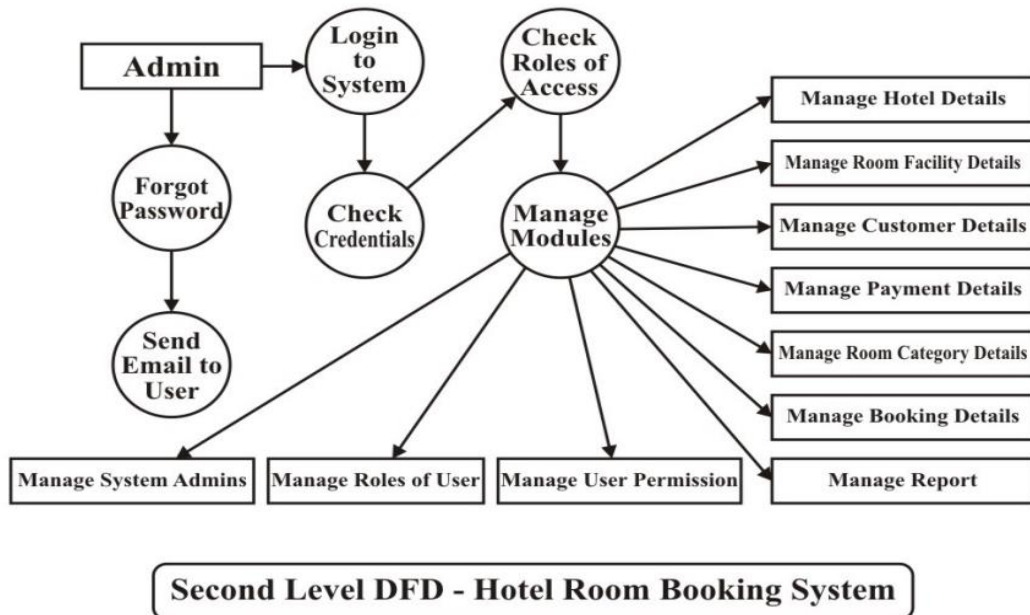 Admin
Login
to
System
Check
Roles of
Access
Manage Hotel Details
Manage Room Facility Details
Forgot
Password
Check
Credentials
Manage
Modules
Manage Customer Details
Manage Payment Details
Send
Email to
User
Manage Room Category Details
Manage Booking Details
Manage System Admins
Manage Roles of User
Manage User Permission
Manage Report
Second Level DFD - Hotel Room Booking System